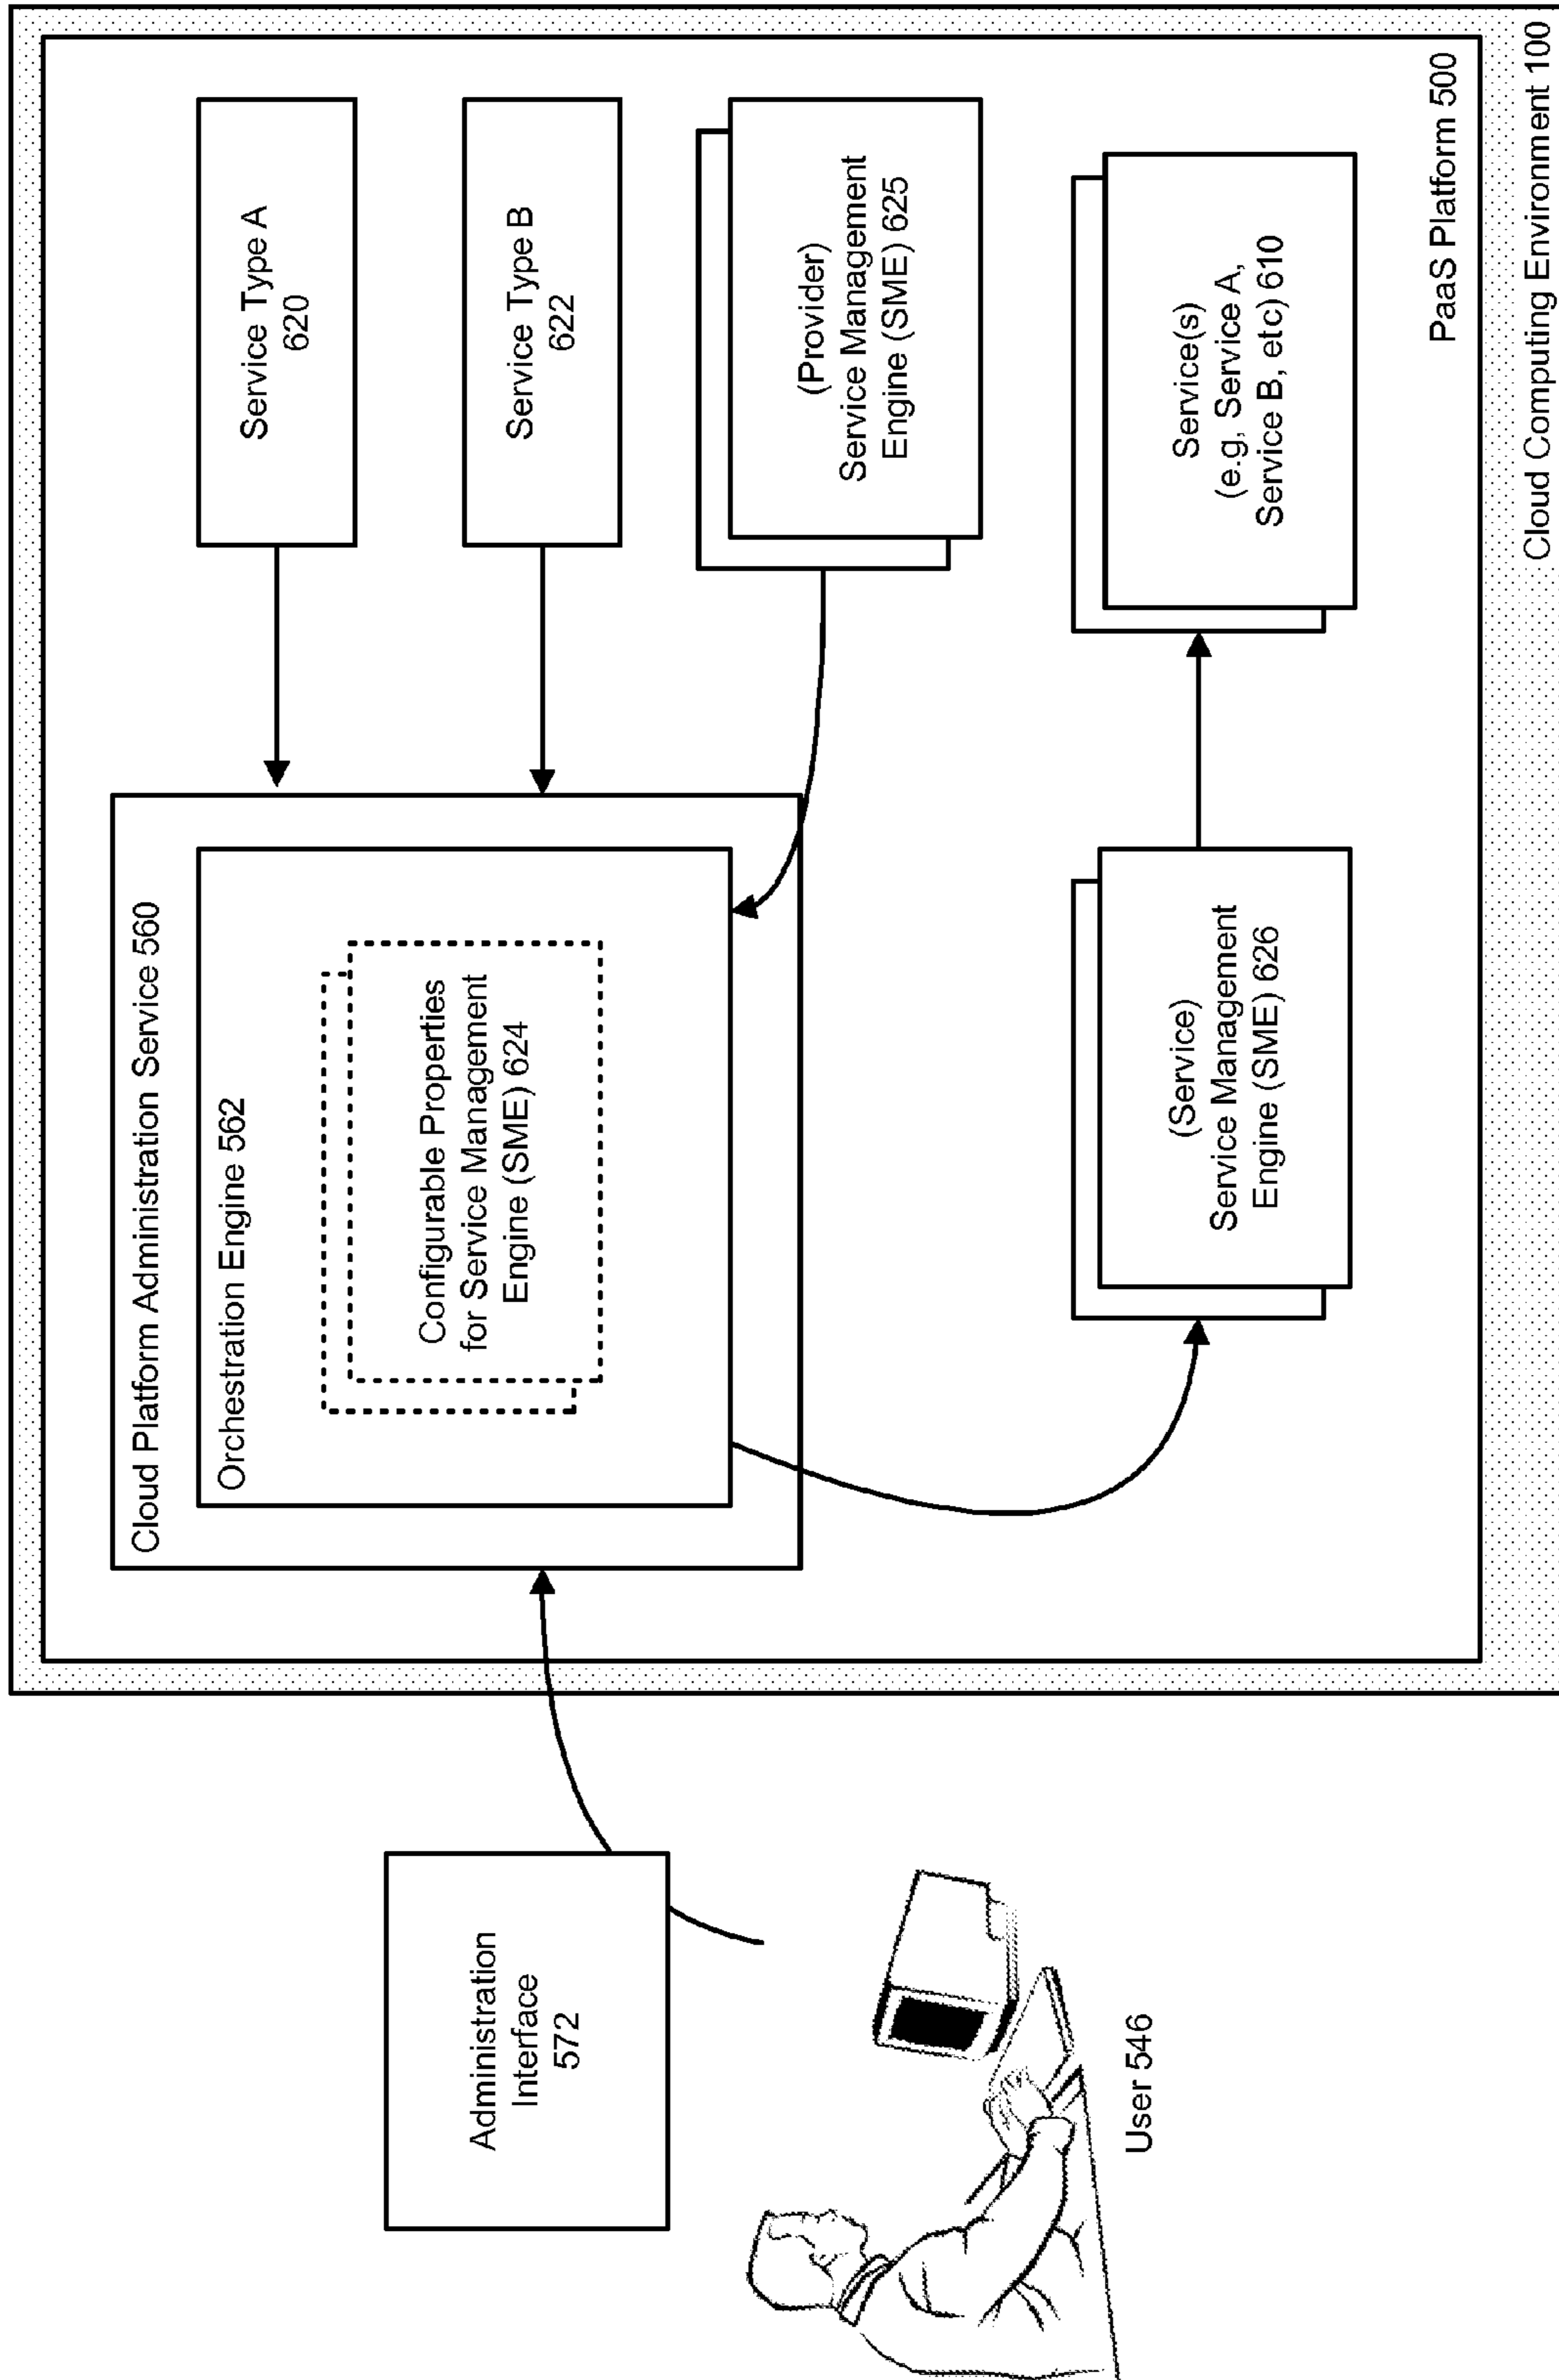 Cloud Platform Administration Service 560
Orchestration Engine 562
Configurable Properties
for Service Management
Engine (SME) 624
Service Type A
620
Service Type B
622
(Provider)
Service Management
Engine (SME) 625
Administration
Interface
572
User 546
(Service)
Service Management
Engine (SME) 626
Service(s)
(e.g, Service A,
Service B, etc) 610
PaaS Platform 500
Cloud Computing Environment 100